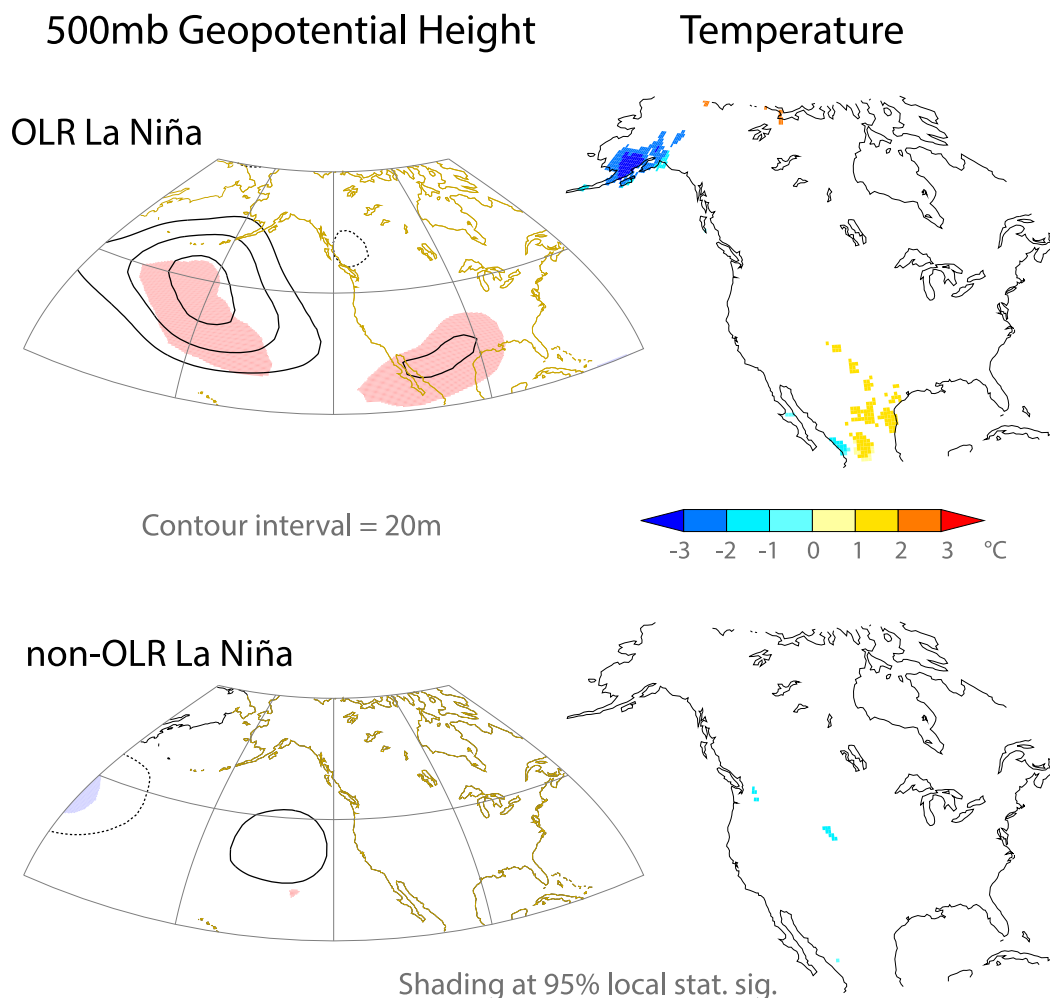 500mb Geopotential Height
Temperature
OLR La Niña
Contour interval = 20m
-3 -2 -1 0 1 2 3 °C
non-OLR La Niña
Shading at 95% local stat. sig.